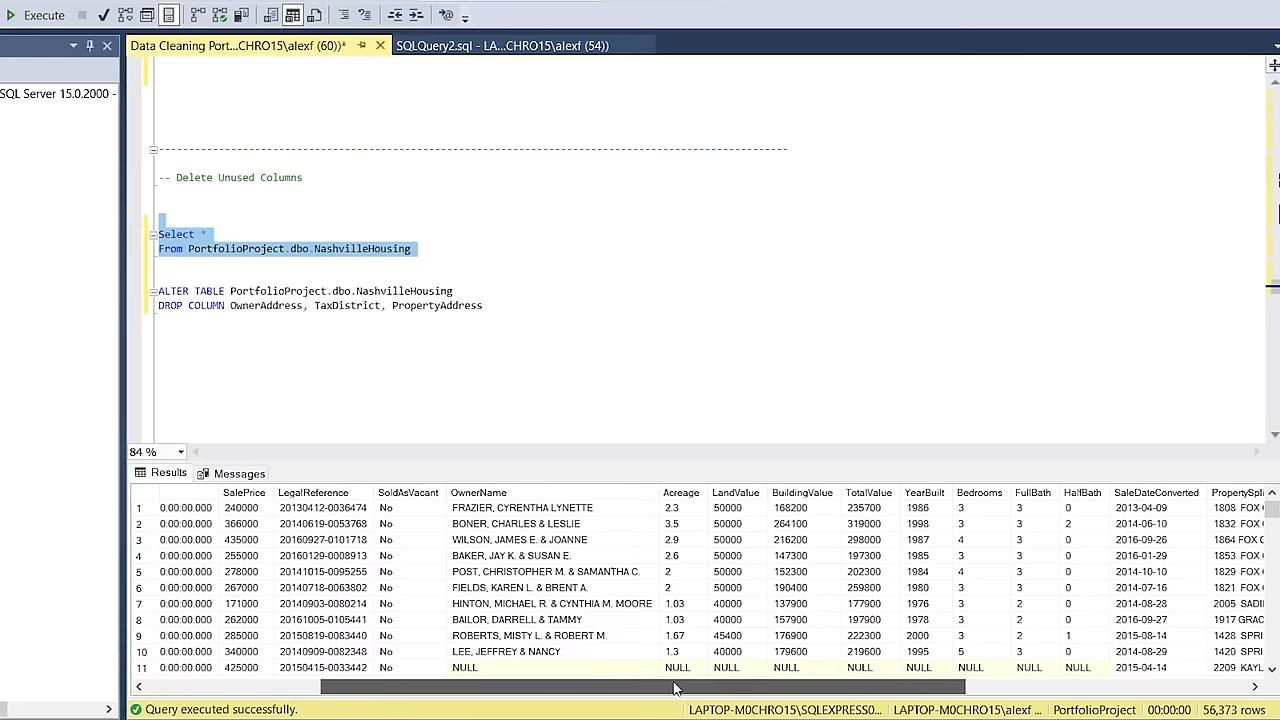 Execute
Data Cleaning Port...CHRO15\alexf (60))*
SQLQuery2.sql - LA...CHRO15\alexf (54))
SQL Server 15.0.2000 -
-- Delete Unused Columns
Select *
From PortfolioProject.dbo.NashvilleHousing
ALTER TABLE PortfolioProject.dbo.NashvilleHousing
DROP COLUMN OwnerAddress, TaxDistrict, PropertyAddress
84 %
Results Messages
SalePrice LegalReference SoldAsVacant OwnerName Acreage LandValue BuildingValue TotalValue YearBuilt Bedrooms FullBath HalfBath SaleDateConverted PropertySpli
1 0:00:00.000 240000 20130412-0036474 No FRAZIER, CYRENTHA LYNETTE 2.3 50000 168200 235700 1986 3 3 0 2013-04-09 1808 FOX
2 0:00:00.000 366000 20140619-0053768 No BONER, CHARLES & LESLIE 3.5 50000 264100 319000 1998 3 3 2 2014-06-10 1832 FOX
3 0:00:00.000 435000 20160927-0101718 No WILSON, JAMES E. & JOANNE 2.9 50000 216200 298000 1987 4 3 0 2016-09-26 1864 FOX
4 0:00:00.000 255000 20160129-0008913 No BAKER, JAY K. & SUSAN E. 2.6 50000 147300 197300 1985 3 3 0 2016-01-29 1853 FOX
5 0:00:00.000 278000 20141015-0095255 No POST, CHRISTOPHER M. & SAMANTHA C. 2 50000 152300 202300 1984 4 3 0 2014-10-10 1829 FOX
6 0:00:00.000 267000 20140718-0063802 No FIELDS, KAREN L. & BRENT A. 2 50000 190400 259800 1980 3 3 0 2014-07-16 1821 FOX
7 0:00:00.000 171000 20140903-0080214 No HINTON, MICHAEL R. & CYNTHIA M. MOORE 1.03 40000 137900 177900 1976 3 2 0 2014-08-28 2005 SADI
8 0:00:00.000 262000 20161005-0105441 No BAILOR, DARRELL & TAMMY 1.03 40000 157900 197900 1978 3 2 0 2016-09-27 1917 GRAC
9 0:00:00.000 285000 20150819-0083440 No ROBERTS, MISTY L. & ROBERT M. 1.67 45400 176900 222300 2000 3 2 1 2015-08-14 1428 SPRI
10 0:00:00.000 340000 20140909-0082348 No LEE, JEFFREY & NANCY 1.3 40000 179600 219600 1995 5 3 0 2014-08-29 1420 SPRI
11 0:00:00.000 425000 20150415-0033442 No NULL NULL NULL NULL NULL NULL NULL NULL NULL 2015-04-14 2209 KAYL
Query executed successfully.
LAPTOP-M0CHRO15\SQLEXPRESS0... LAPTOP-M0CHRO15\alexf ... PortfolioProject 00:00:00 56,373 rows